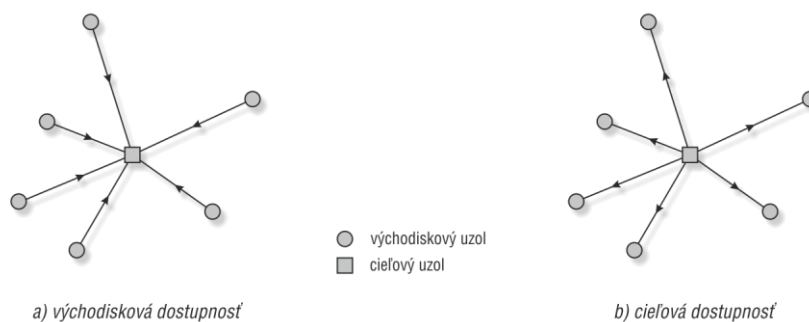 východiskový uzol
cieľový uzol
a) východisková dostupnosť
b) cieľová dostupnosť